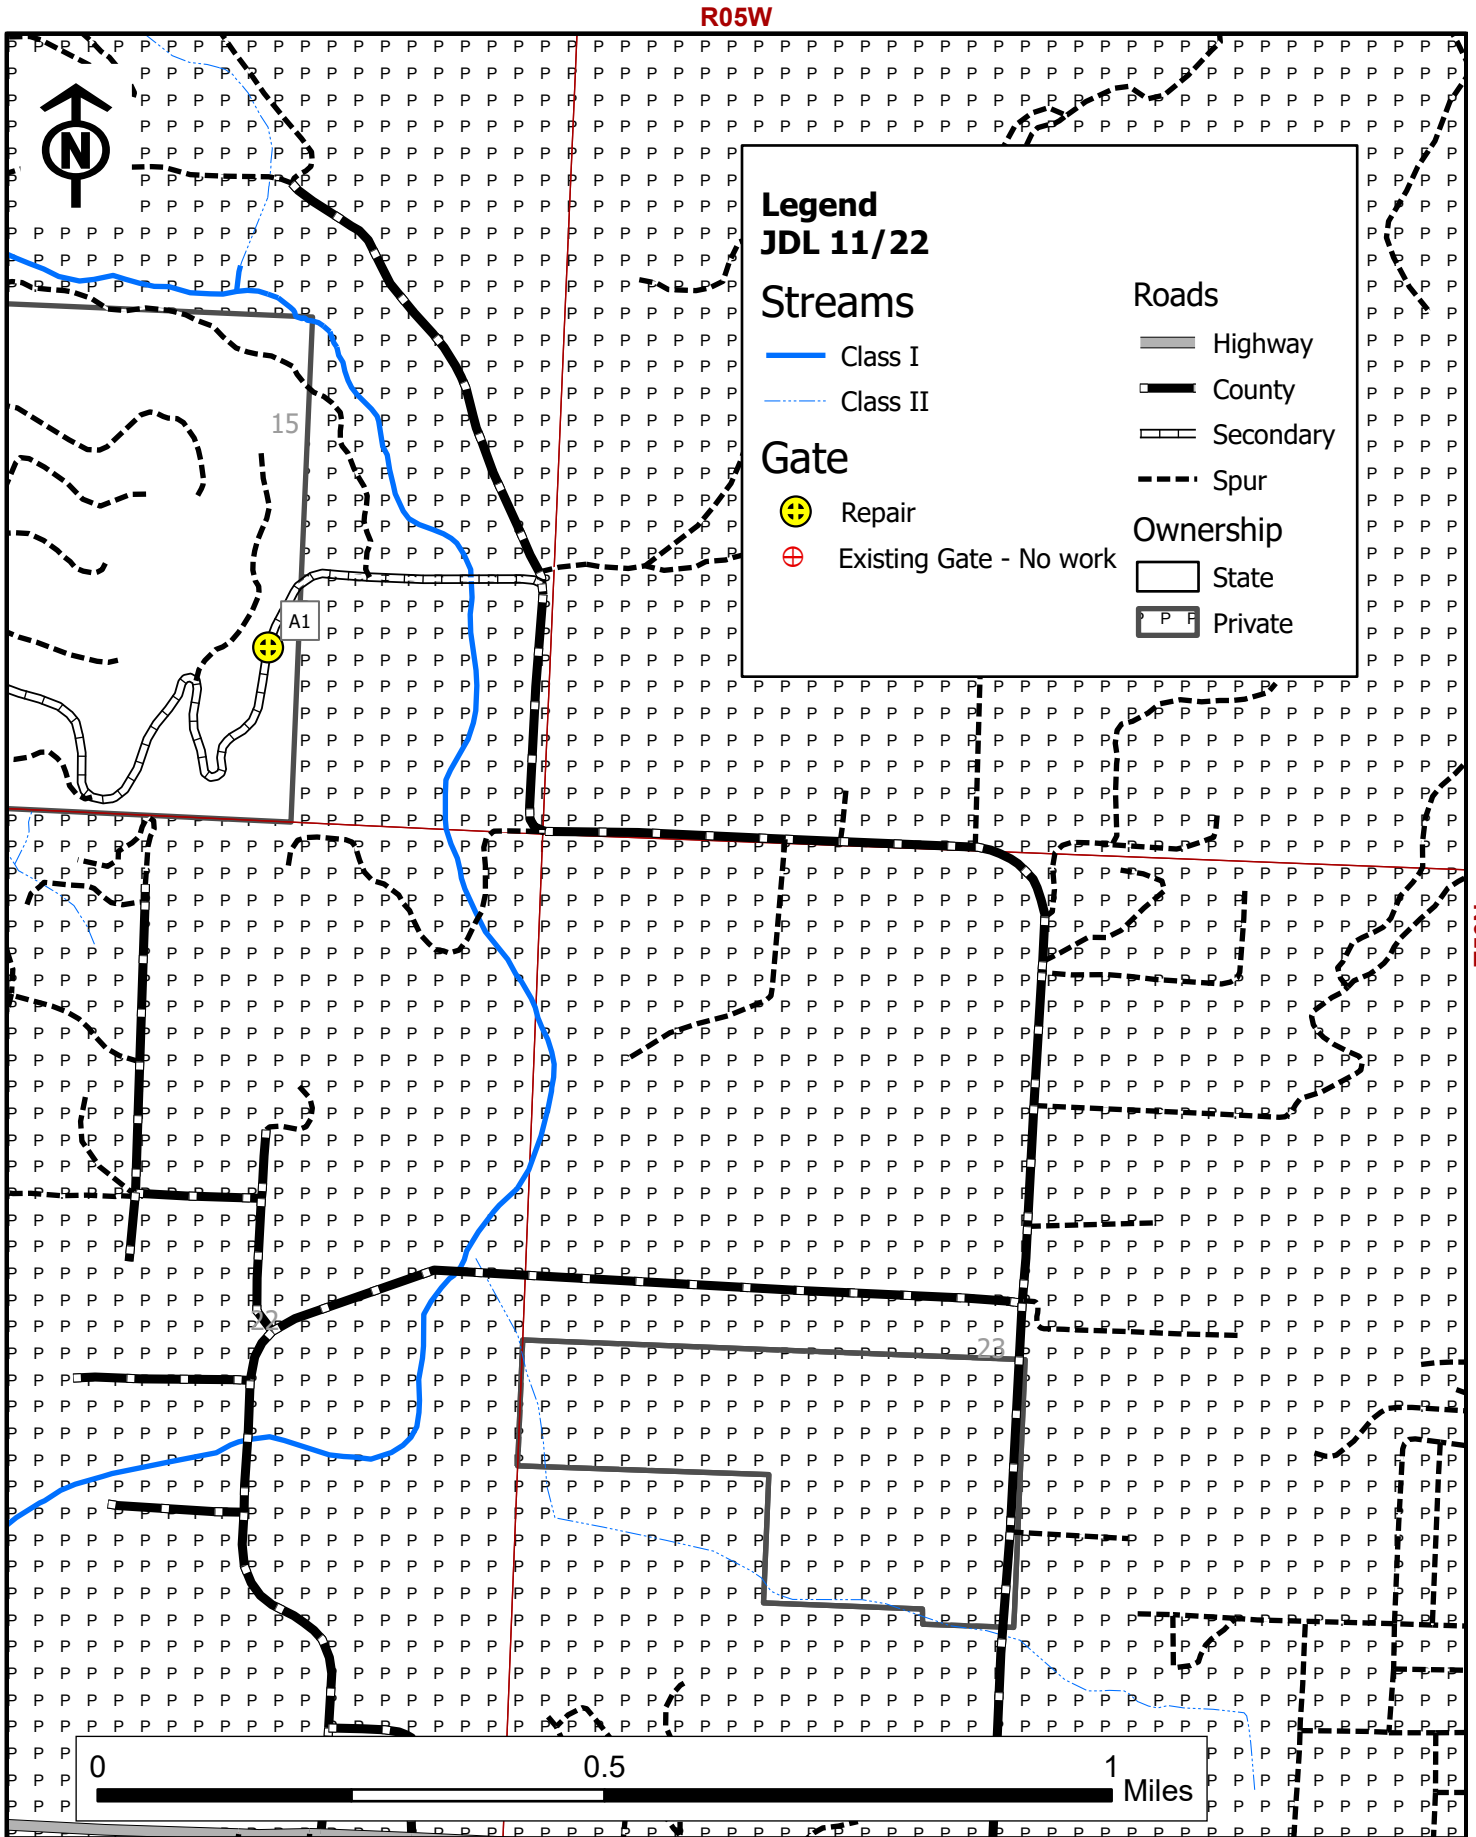 R05W
N
Legend
JDL 11/22
Streams
Class I
Class II
Gate
Repair
Existing Gate - No work
Roads
Highway
County
Secondary
Spur
Ownership
State
P P P
Private
15
A1
22
23
0 0.5 1
Miles